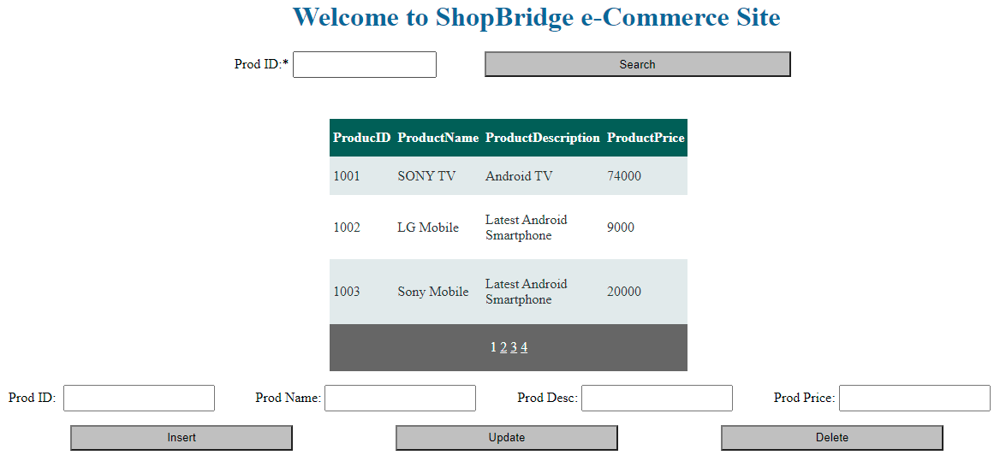 Welcome to ShopBridge e-Commerce Site
Prod ID:* Search
ProducID ProductName ProductDescription ProductPrice
1001 SONY TV Android TV 74000
1002 LG Mobile Latest Android Smartphone 9000
1003 Sony Mobile Latest Android Smartphone 20000
1 2 3 4
Prod ID: Prod Name: Prod Desc: Prod Price:
Insert Update Delete